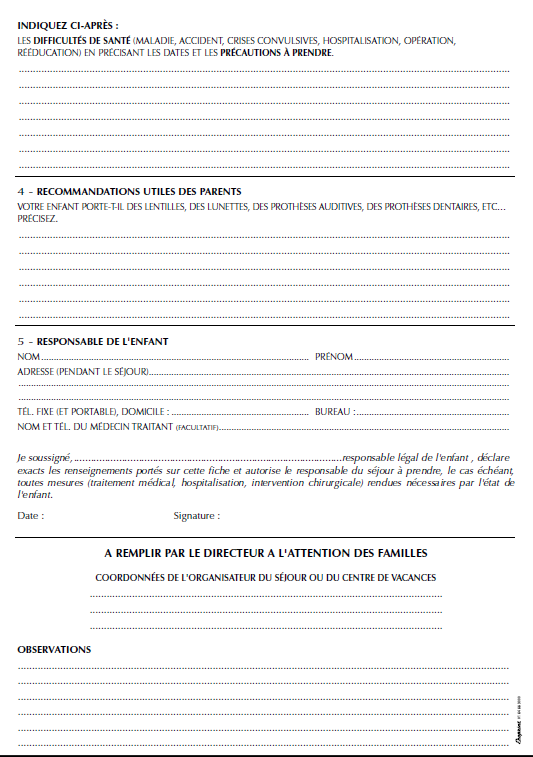 INDIQUEZ CI-APRÈS :
LES DIFFICULTÉS DE SANTÉ (MALADIE, ACCIDENT, CRISES CONVULSIVES, HOSPITALISATION, OPÉRATION,
RÉÉDUCATION) EN PRÉCISANT LES DATES ET LES PRÉCAUTIONS À PRENDRE.
4 - RECOMMANDATIONS UTILES DES PARENTS
VOTRE ENFANT PORTE-T-IL DES LENTILLES, DES LUNETTES, DES PROTHÈSES AUDITIVES, DES PROTHÈSES DENTAIRES, ETC...
PRÉCISEZ.
5 - RESPONSABLE DE L'ENFANT
NOM ........ PRÉNOM ........
ADRESSE (PENDANT LE SÉJOUR)........
TÉL. FIXE (ET PORTABLE), DOMICILE : ........ BUREAU : ........
NOM ET TÉL. DU MÉDECIN TRAITANT (FACULTATIF)........
Je soussigné,........responsable légal de l'enfant , déclare
exacts les renseignements portés sur cette fiche et autorise le responsable du séjour à prendre, le cas échéant,
toutes mesures (traitement médical, hospitalisation, intervention chirurgicale) rendues nécessaires par l'état de
l'enfant.
Date : Signature :
A REMPLIR PAR LE DIRECTEUR A L'ATTENTION DES FAMILLES
COORDONNÉES DE L'ORGANISATEUR DU SÉJOUR OU DU CENTRE DE VACANCES
OBSERVATIONS